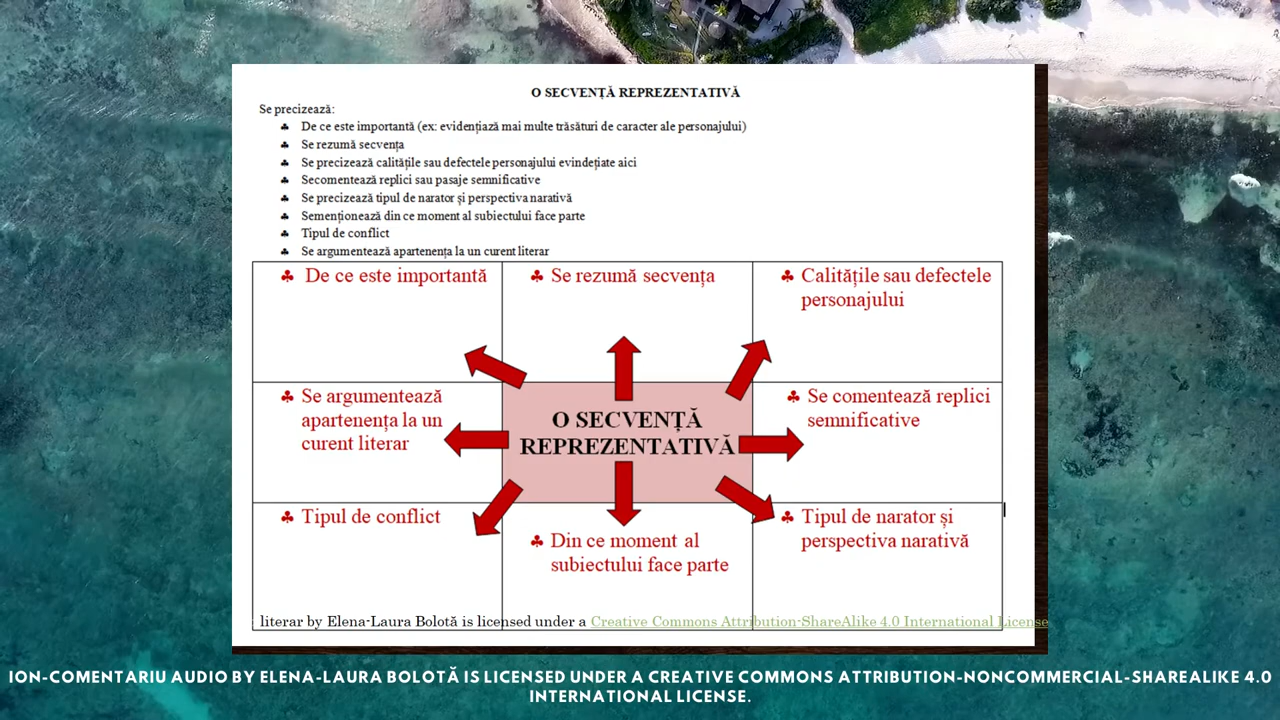 O SECVENȚĂ REPREZENTATIVĂ
Se precizează:
♣ De ce este importantă (ex: evidențiază mai multe trăsături de caracter ale personajului)
♣ Se rezumă secvența
♣ Se precizează calitățile sau defectele personajului evindețiate aici
♣ Secomentează replici sau pasaje semnificative
♣ Se precizează tipul de narator și perspectiva narativă
♣ Semenționează din ce moment al subiectului face parte
♣ Tipul de conflict
♣ Se argumentează apartenența la un curent literar
♣ De ce este importantă
♣ Se rezumă secvența
♣ Calitățile sau defectele
personajului
♣ Se argumentează
apartenența la un
curent literar
O SECVENȚĂ
REPREZENTATIVĂ
♣ Se comentează replici
semnificative
♣ Tipul de conflict
♣ Din ce moment al
subiectului face parte
♣ Tipul de narator și
perspectiva narativă
literar by Elena-Laura Bolotă is licensed under a Creative Commons Attribution-ShareAlike 4.0 International License
ION-COMENTARIU AUDIO BY ELENA-LAURA BOLOTĂ IS LICENSED UNDER A CREATIVE COMMONS ATTRIBUTION-NONCOMMERCIAL-SHAREALIKE 4.0
INTERNATIONAL LICENSE.